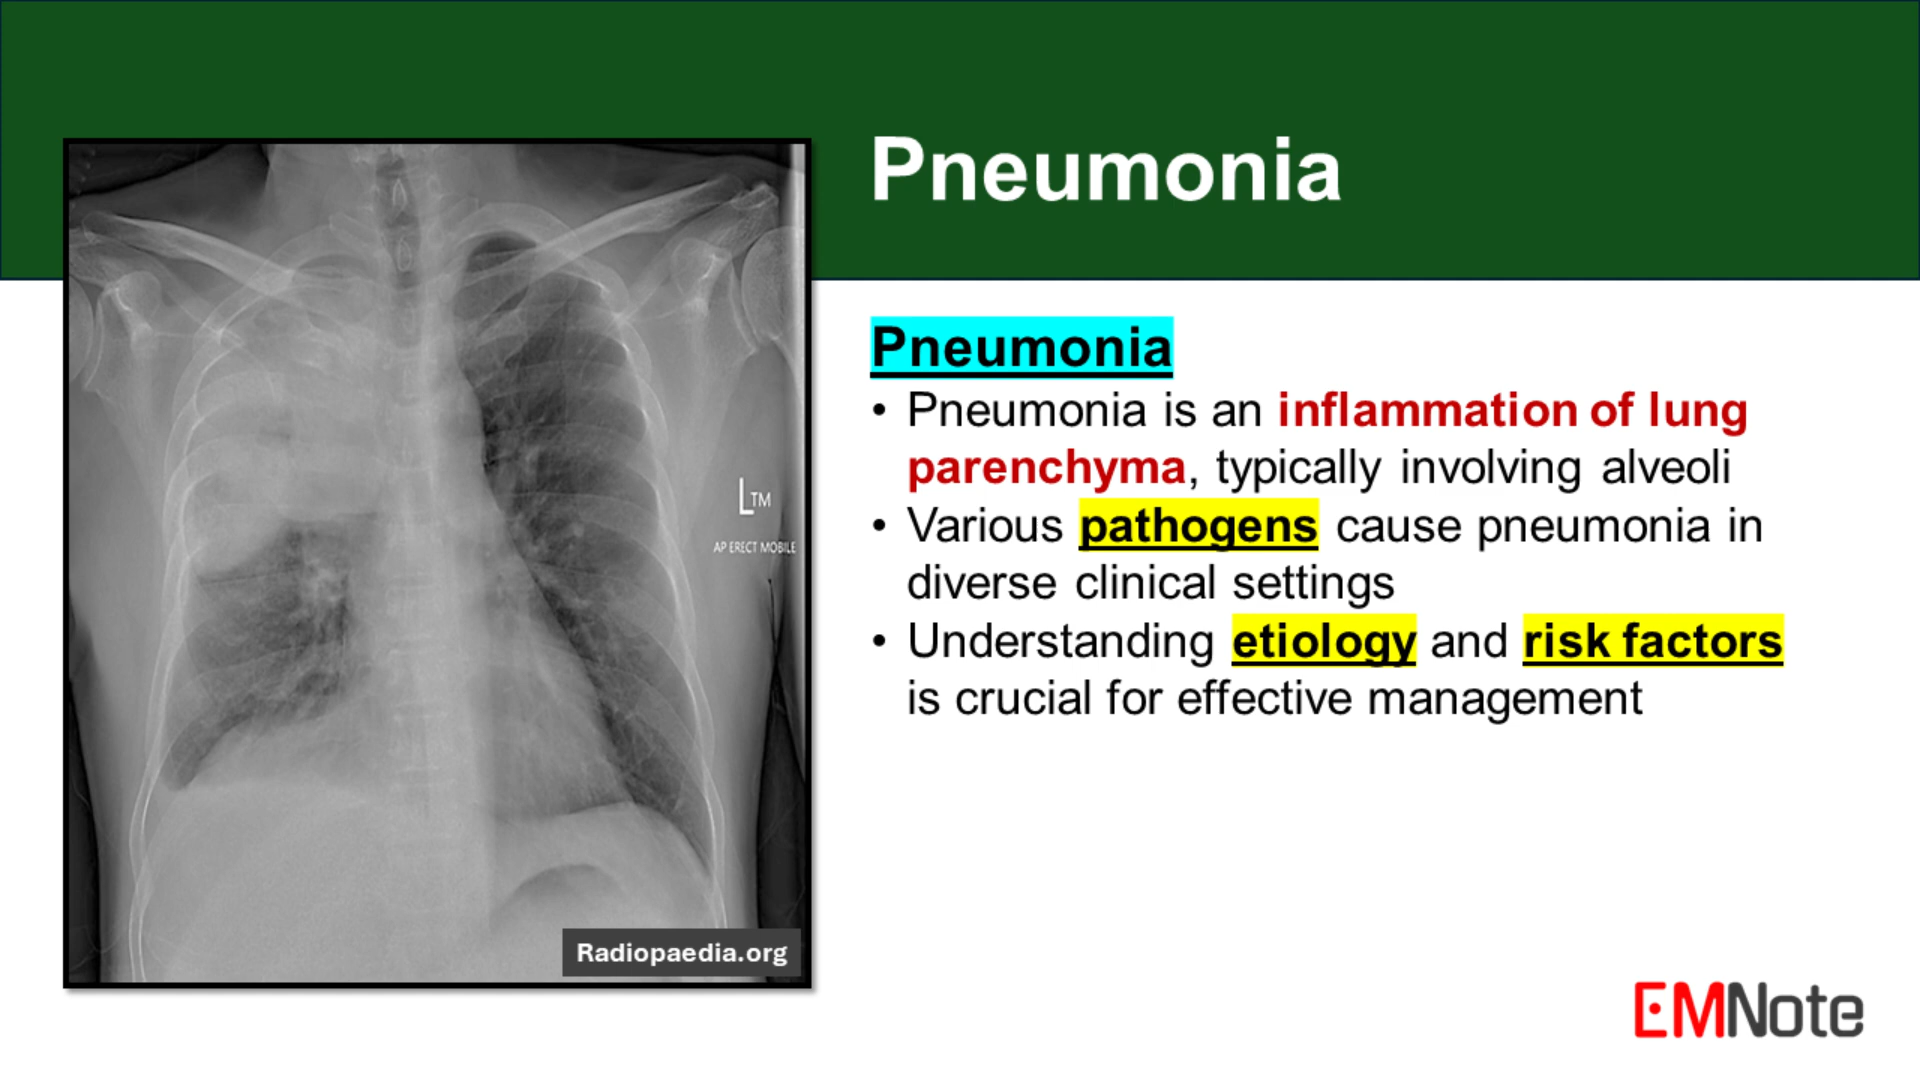 Pneumonia
Pneumonia
• Pneumonia is an inflammation of lung
parenchyma, typically involving alveoli
• Various pathogens cause pneumonia in
diverse clinical settings
• Understanding etiology and risk factors
is crucial for effective management
L TM
AP ERECT MOBILE
Radiopaedia.org
EMNote